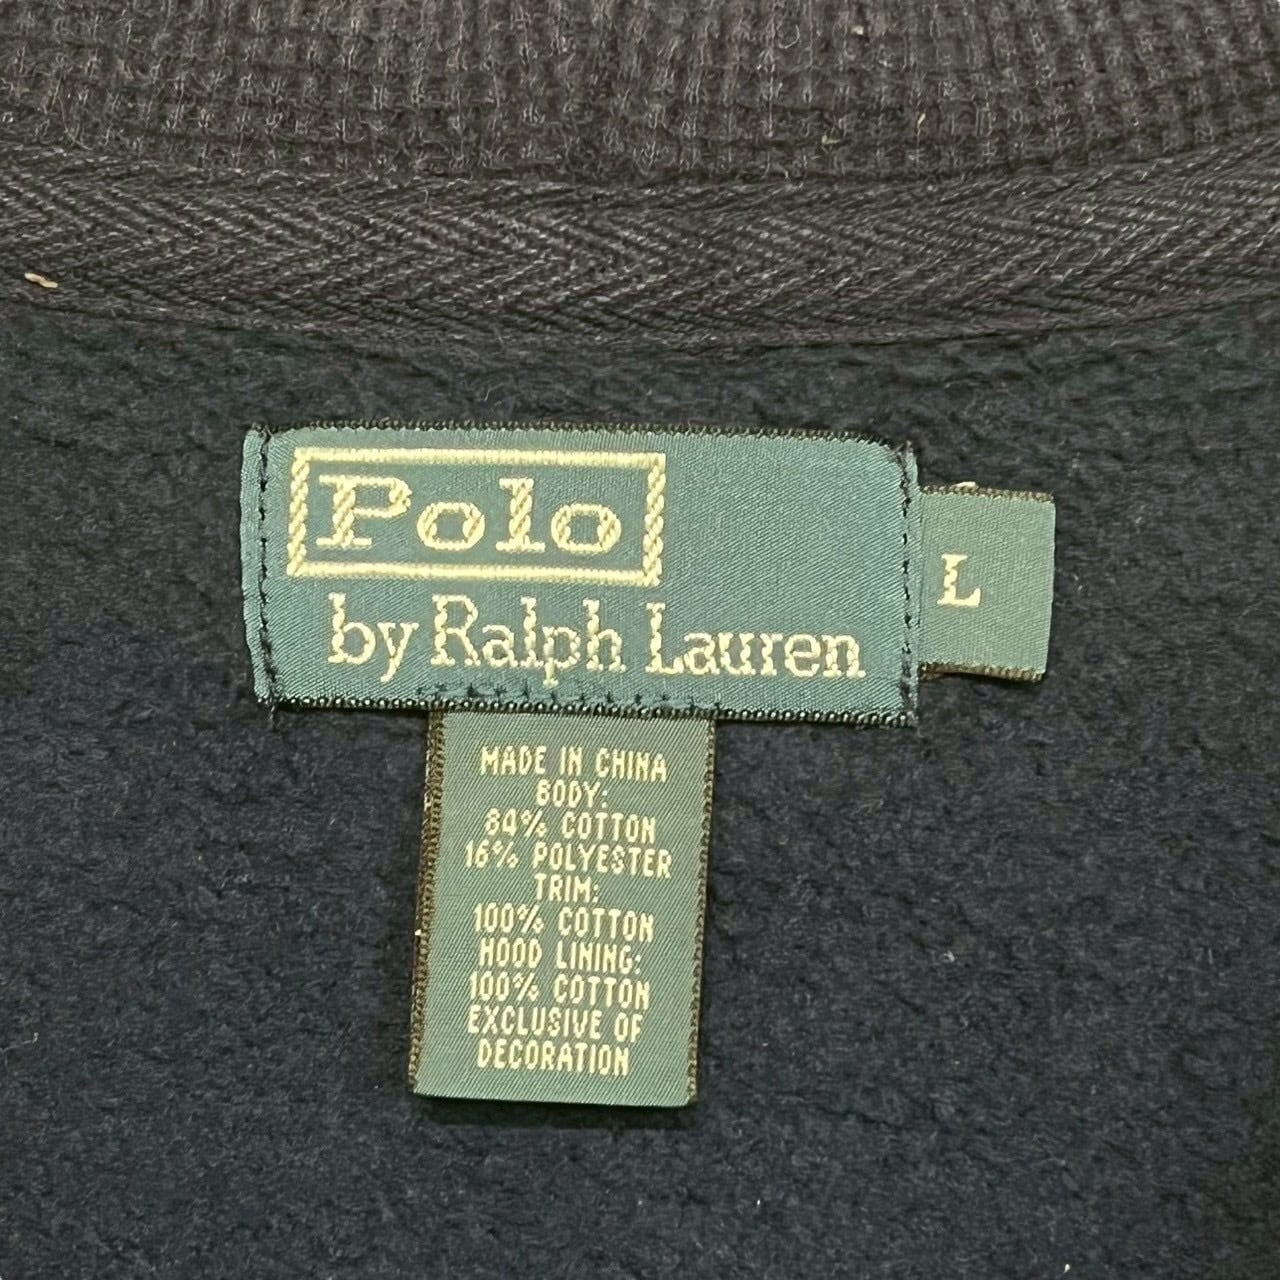 Polo
by Ralph Lauren
L
MADE IN CHINA
BODY:
84% COTTON
16% POLYESTER
TRIM:
100% COTTON
HOOD LINING:
100% COTTON
EXCLUSIVE OF
DECORATION